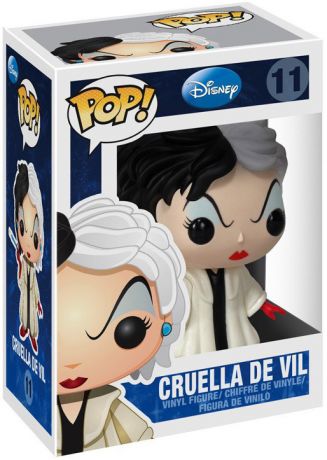 POP!
Disney
11
CRUELLA DE VIL
VINYL FIGURE/ CHIFFRE DE VINYLE/
FIGURA DE VINILO
POP!
CRUELLA DE VIL
11